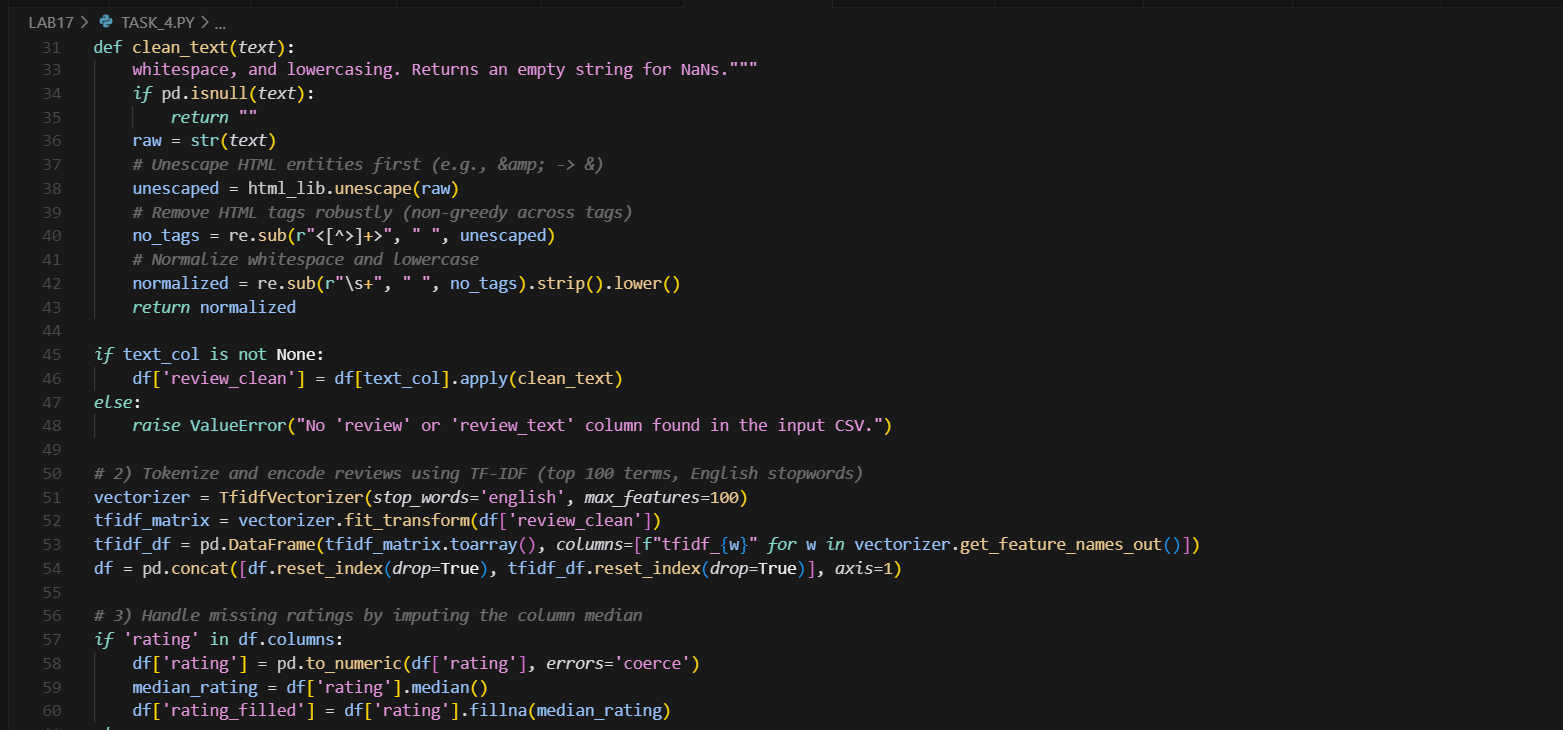 LAB17 > TASK_4.PY > ...
31 def clean_text(text):
33     whitespace, and lowercasing. Returns an empty string for NaNs."""
34     if pd.isnull(text):
35         return ""
36     raw = str(text)
37     # Unescape HTML entities first (e.g., &amp; -> &)
38     unescaped = html_lib.unescape(raw)
39     # Remove HTML tags robustly (non-greedy across tags)
40     no_tags = re.sub(r"<[^>]+>", " ", unescaped)
41     # Normalize whitespace and lowercase
42     normalized = re.sub(r"\s+", " ", no_tags).strip().lower()
43     return normalized
44
45 if text_col is not None:
46     df['review_clean'] = df[text_col].apply(clean_text)
47 else:
48     raise ValueError("No 'review' or 'review_text' column found in the input CSV.")
49
50 # 2) Tokenize and encode reviews using TF-IDF (top 100 terms, English stopwords)
51 vectorizer = TfidfVectorizer(stop_words='english', max_features=100)
52 tfidf_matrix = vectorizer.fit_transform(df['review_clean'])
53 tfidf_df = pd.DataFrame(tfidf_matrix.toarray(), columns=[f"tfidf_{w}" for w in vectorizer.get_feature_names_out()])
54 df = pd.concat([df.reset_index(drop=True), tfidf_df.reset_index(drop=True)], axis=1)
55
56 # 3) Handle missing ratings by imputing the column median
57 if 'rating' in df.columns:
58     df['rating'] = pd.to_numeric(df['rating'], errors='coerce')
59     median_rating = df['rating'].median()
60     df['rating_filled'] = df['rating'].fillna(median_rating)